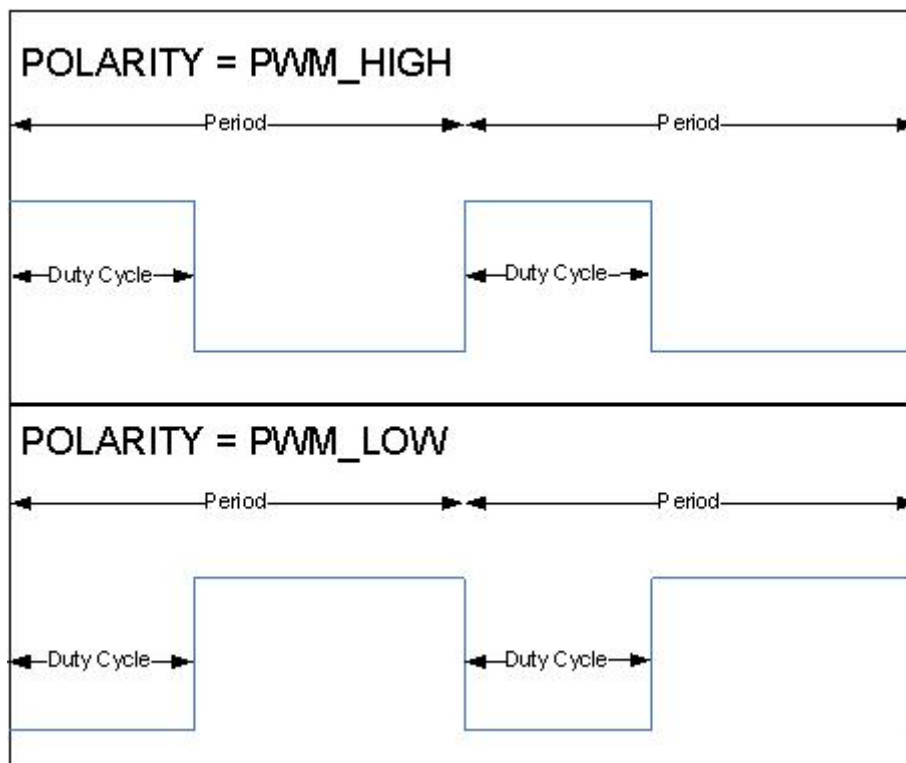 POLARITY = PWM_HIGH
Period Period
Duty Cycle Duty Cycle
POLARITY = PWM_LOW
Period Period
Duty Cycle Duty Cycle